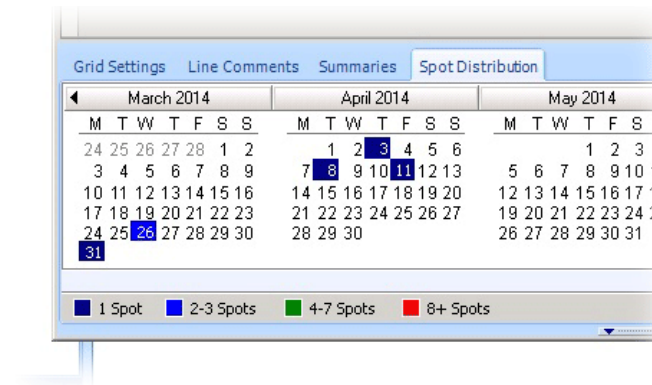 Grid Settings Line Comments Summaries Spot Distribution
March 2014 April 2014 May 2014
M T W T F S S M T W T F S S M T W T F S
24 25 26 27 28 1 2 1 2 3 4 5 6 1 2 3
3 4 5 6 7 8 9 7 8 9 10 11 12 13 5 6 7 8 9 10
10 11 12 13 14 15 16 14 15 16 17 18 19 20 12 13 14 15 16 17
17 18 19 20 21 22 23 21 22 23 24 25 26 27 19 20 21 22 23 24
24 25 26 27 28 29 30 28 29 30 26 27 28 29 30 31
31
1 Spot 2-3 Spots 4-7 Spots 8+ Spots